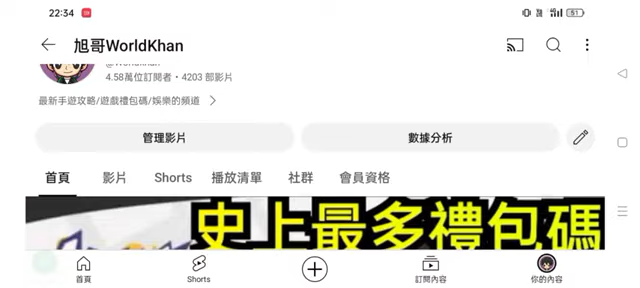 22:34
51
旭哥WorldKhan
@WorldKhan
4.58萬位訂閱者・4203 部影片
最新手遊攻略/遊戲禮包碼/娛樂的頻道
管理影片
數據分析
首頁 影片 Shorts 播放清單 社群 會員資格
史上最多禮包碼
首頁 Shorts 訂閱內容 你的內容